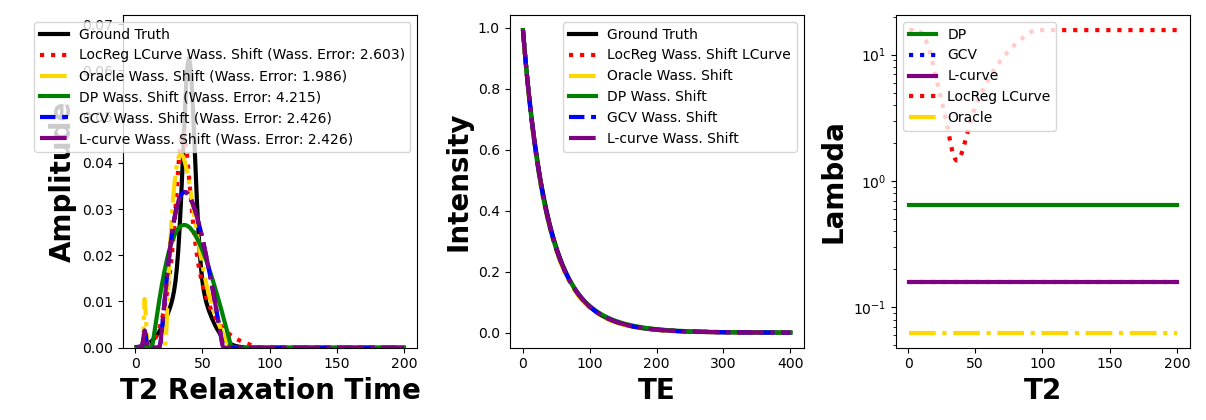 0.07
0.06
0.04
0.03
0.02
0.01
0.00
0
50
100
150
200
Amplitude
T2 Relaxation Time
Ground Truth
LocReg LCurve Wass. Shift (Wass. Error: 2.603)
Oracle Wass. Shift (Wass. Error: 1.986)
DP Wass. Shift (Wass. Error: 4.215)
GCV Wass. Shift (Wass. Error: 2.426)
L-curve Wass. Shift (Wass. Error: 2.426)
1.0
0.8
0.6
0.4
0.2
0.0
0
100
200
300
400
Intensity
TE
Ground Truth
LocReg Wass. Shift LCurve
Oracle Wass. Shift
DP Wass. Shift
GCV Wass. Shift
L-curve Wass. Shift
10¹
10⁰
10⁻¹
0
50
100
150
200
Lambda
T2
DP
GCV
L-curve
LocReg LCurve
Oracle